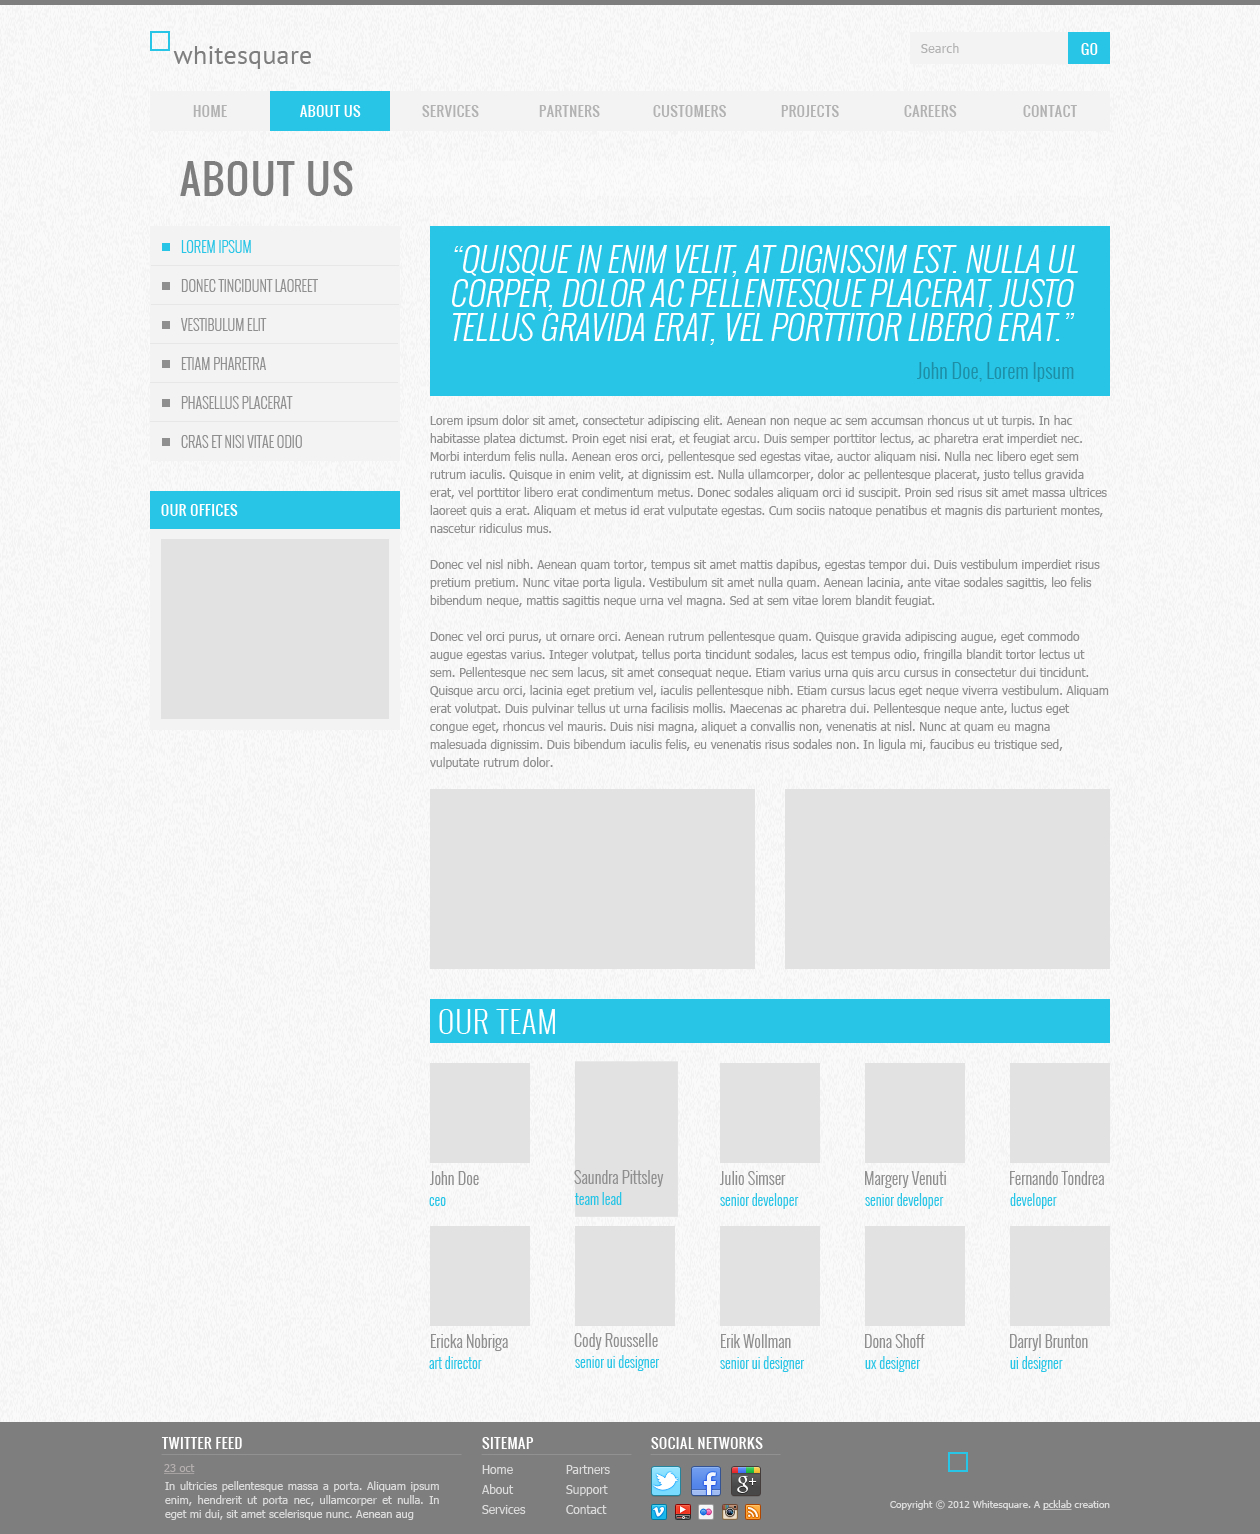 whitesquare
Search
GO
HOME
ABOUT US
SERVICES
PARTNERS
CUSTOMERS
PROJECTS
CAREERS
CONTACT
ABOUT US
LOREM IPSUM
DONEC TINCIDUNT LAOREET
VESTIBULUM ELIT
ETIAM PHARETRA
PHASELLUS PLACERAT
CRAS ET NISI VITAE ODIO
OUR OFFICES
“QUISQUE IN ENIM VELIT, AT DIGNISSIM EST. NULLA UL
CORPER, DOLOR AC PELLENTESQUE PLACERAT, JUSTO
TELLUS GRAVIDA ERAT, VEL PORTTITOR LIBERO ERAT.”
John Doe, Lorem Ipsum
Lorem ipsum dolor sit amet, consectetur adipiscing elit. Aenean non neque ac sem accumsan rhoncus ut ut turpis. In hac
habitasse platea dictumst. Proin eget nisi erat, et feugiat arcu. Duis semper porttitor lectus, ac pharetra erat imperdiet nec.
Morbi interdum felis nulla. Aenean eros orci, pellentesque sed egestas vitae, auctor aliquam nisi. Nulla nec libero eget sem
rutrum iaculis. Quisque in enim velit, at dignissim est. Nulla ullamcorper, dolor ac pellentesque placerat, justo tellus gravida
erat, vel porttitor libero erat condimentum metus. Donec sodales aliquam orci id suscipit. Proin sed risus sit amet massa ultrices
laoreet quis a erat. Aliquam et metus id erat vulputate egestas. Cum sociis natoque penatibus et magnis dis parturient montes,
nascetur ridiculus mus.
Donec vel nisl nibh. Aenean quam tortor, tempus sit amet mattis dapibus, egestas tempor dui. Duis vestibulum imperdiet risus
pretium pretium. Nunc vitae porta ligula. Vestibulum sit amet nulla quam. Aenean lacinia, ante vitae sodales sagittis, leo felis
bibendum neque, mattis sagittis neque urna vel magna. Sed at sem vitae lorem blandit feugiat.
Donec vel orci purus, ut ornare orci. Aenean rutrum pellentesque quam. Quisque gravida adipiscing augue, eget commodo
augue egestas varius. Integer volutpat, tellus porta tincidunt sodales, lacus est tempus odio, fringilla blandit tortor lectus ut
sem. Pellentesque nec sem lacus, sit amet consequat neque. Etiam varius urna quis arcu cursus in consectetur dui tincidunt.
Quisque arcu orci, lacinia eget pretium vel, iaculis pellentesque nibh. Etiam cursus lacus eget neque viverra vestibulum. Aliquam
erat volutpat. Duis pulvinar tellus ut urna facilisis mollis. Maecenas ac pharetra dui. Pellentesque neque ante, luctus eget
congue eget, rhoncus vel mauris. Duis nisi magna, aliquet a convallis non, venenatis at nisl. Nunc at quam eu magna
malesuada dignissim. Duis bibendum iaculis felis, eu venenatis risus sodales non. In ligula mi, faucibus eu tristique sed,
vulputate rutrum dolor.
OUR TEAM
John Doe
ceo
Saundra Pittsley
team lead
Julio Simser
senior developer
Margery Venuti
senior developer
Fernando Tondrea
developer
Ericka Nobriga
art director
Cody Rousselle
senior ui designer
Erik Wollman
senior ui designer
Dona Shoff
ux designer
Darryl Brunton
ui designer
TWITTER FEED
23 oct
In ultricies pellentesque massa a porta. Aliquam ipsum
enim, hendrerit ut porta nec, ullamcorper et nulla. In
eget mi dui, sit amet scelerisque nunc. Aenean aug
SITEMAP
Home
Partners
About
Support
Services
Contact
SOCIAL NETWORKS
Copyright © 2012 Whitesquare. A pcklab creation